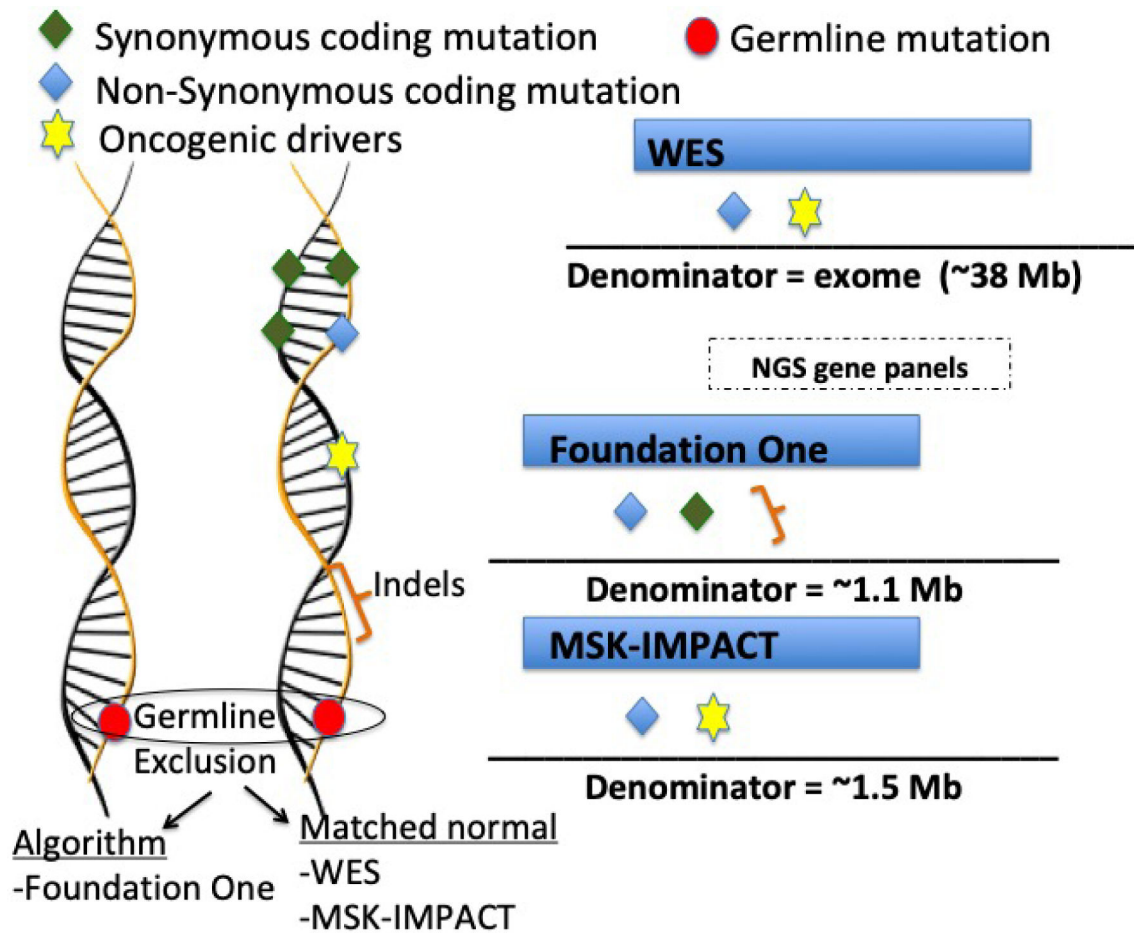 Synonymous coding mutation
Germline mutation
Non-Synonymous coding mutation
Oncogenic drivers
WES
Denominator = exome (~38 Mb)
NGS gene panels
Foundation One
Indels
Denominator = ~1.1 Mb
MSK-IMPACT
Germline
Exclusion
Denominator = ~1.5 Mb
Algorithm
-Foundation One
Matched normal
-WES
-MSK-IMPACT